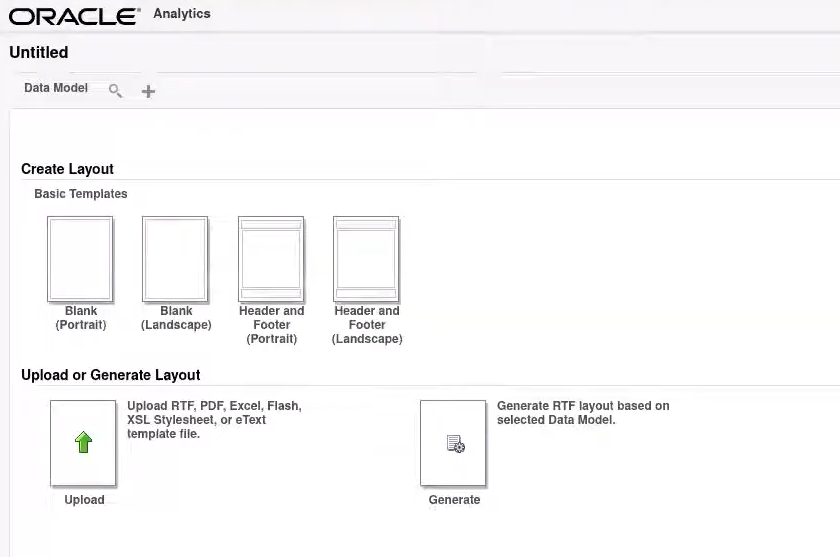 ORACLE Analytics
Untitled
Data Model
Create Layout
Basic Templates
Blank
(Portrait)
Blank
(Landscape)
Header and
Footer
(Portrait)
Header and
Footer
(Landscape)
Upload or Generate Layout
Upload RTF, PDF, Excel, Flash,
XSL Stylesheet, or eText
template file.
Upload
Generate RTF layout based on
selected Data Model.
Generate